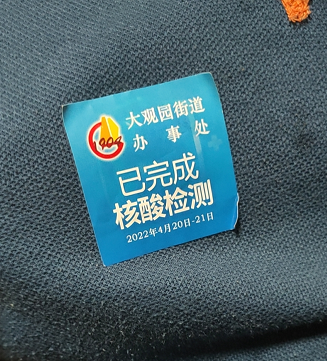 1904
大观园街道
办事处
已完成
核酸检测
2022年4月20日-21日